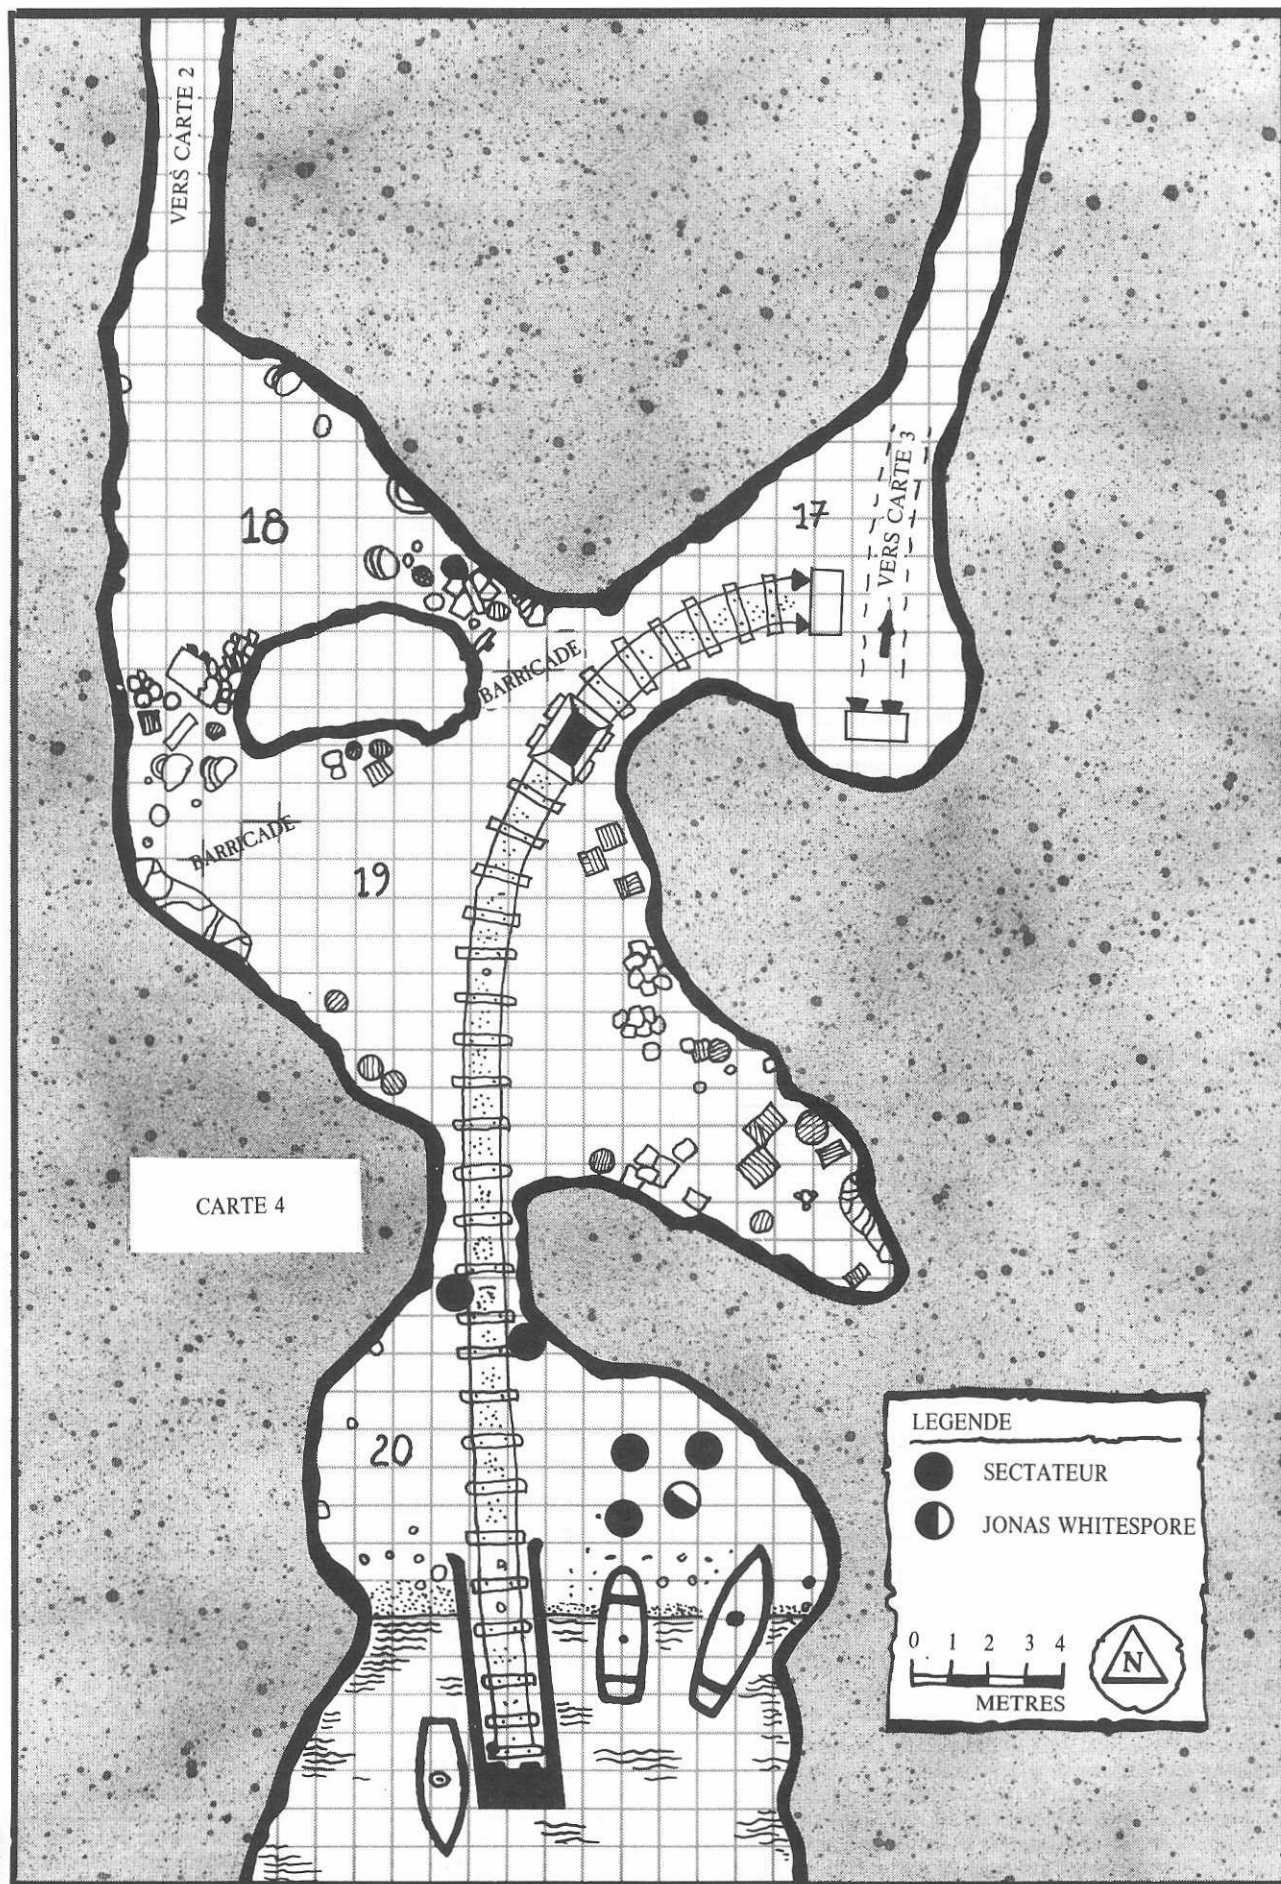 VERS CARTE 2
18
17
VERS CARTE 3
BARRICADE
BARRICADE
19
CARTE 4
20
LEGENDE
SECTATEUR
JONAS WHITESPORE
0 1 2 3 4
METRES
N